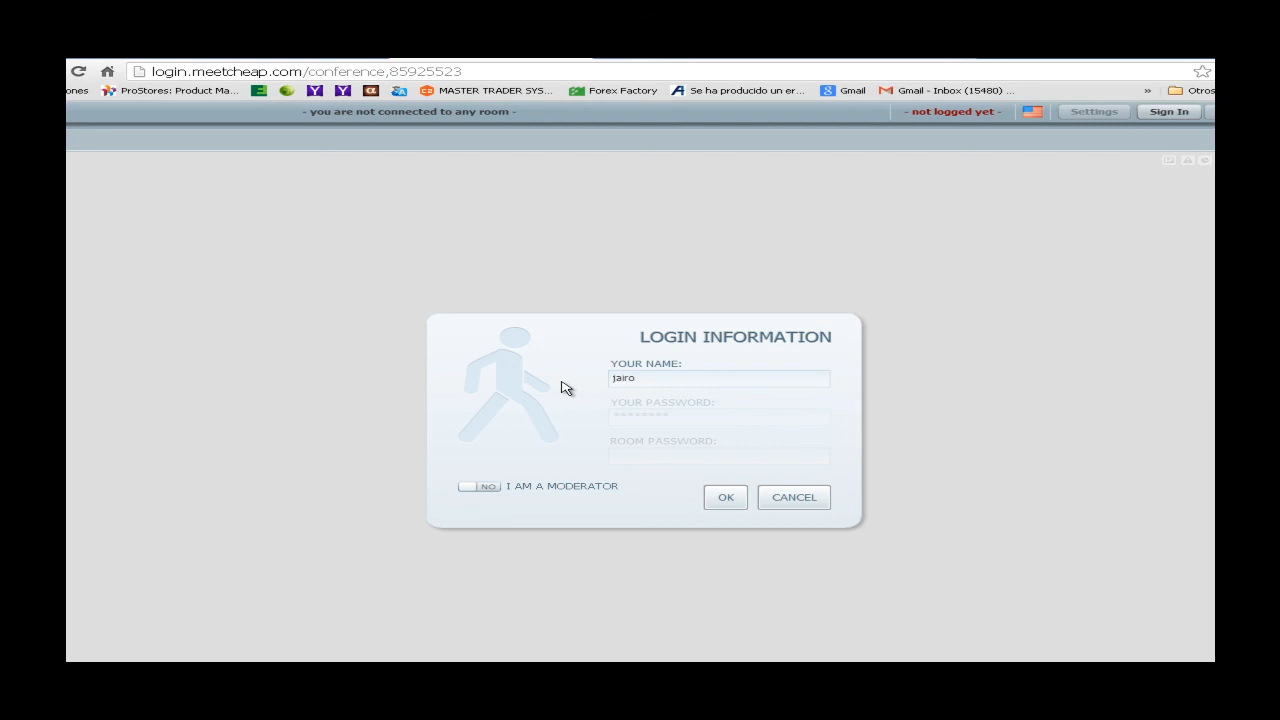 login.meetcheap.com/conference,85925523
ones ProStores: Product Ma... MASTER TRADER SYS... Forex Factory Se ha producido un er... Gmail Gmail - Inbox (15480) ... » Otros
- you are not connected to any room - - not logged yet - Settings Sign In
LOGIN INFORMATION
YOUR NAME:
jairo
YOUR PASSWORD:
********
ROOM PASSWORD:
NO I AM A MODERATOR
OK CANCEL